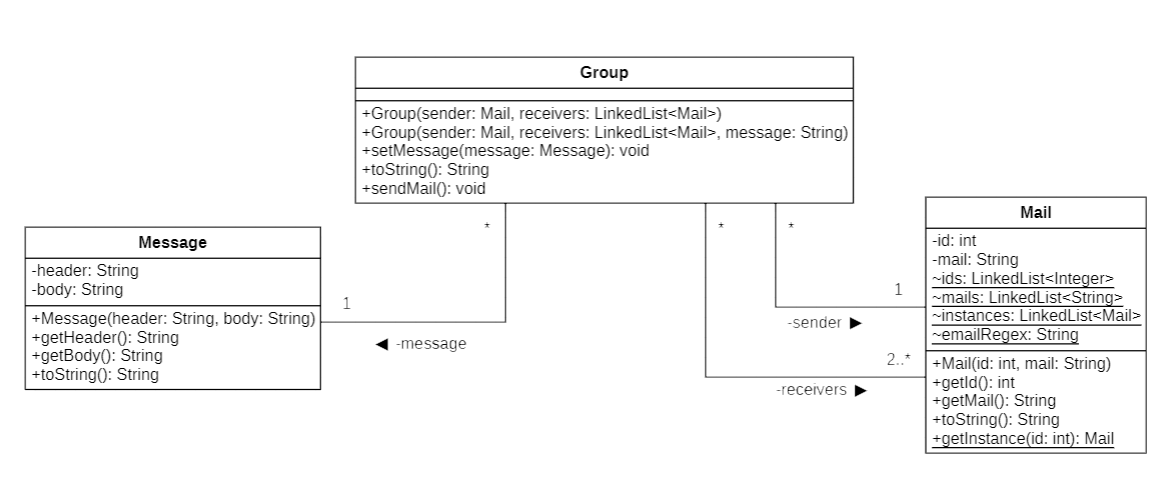 Group
+Group(sender: Mail, receivers: LinkedList<Mail>)
+Group(sender: Mail, receivers: LinkedList<Mail>, message: String)
+setMessage(message: Message): void
+toString(): String
+sendMail(): void
Message
-header: String
-body: String
+Message(header: String, body: String)
+getHeader(): String
+getBody(): String
+toString(): String
*
1
◀ -message
*
*
1
-sender ▶
2..*
-receivers ▶
Mail
-id: int
-mail: String
~ids: LinkedList<Integer>
~mails: LinkedList<String>
~instances: LinkedList<Mail>
~emailRegex: String
+Mail(id: int, mail: String)
+getId(): int
+getMail(): String
+toString(): String
+getInstance(id: int): Mail